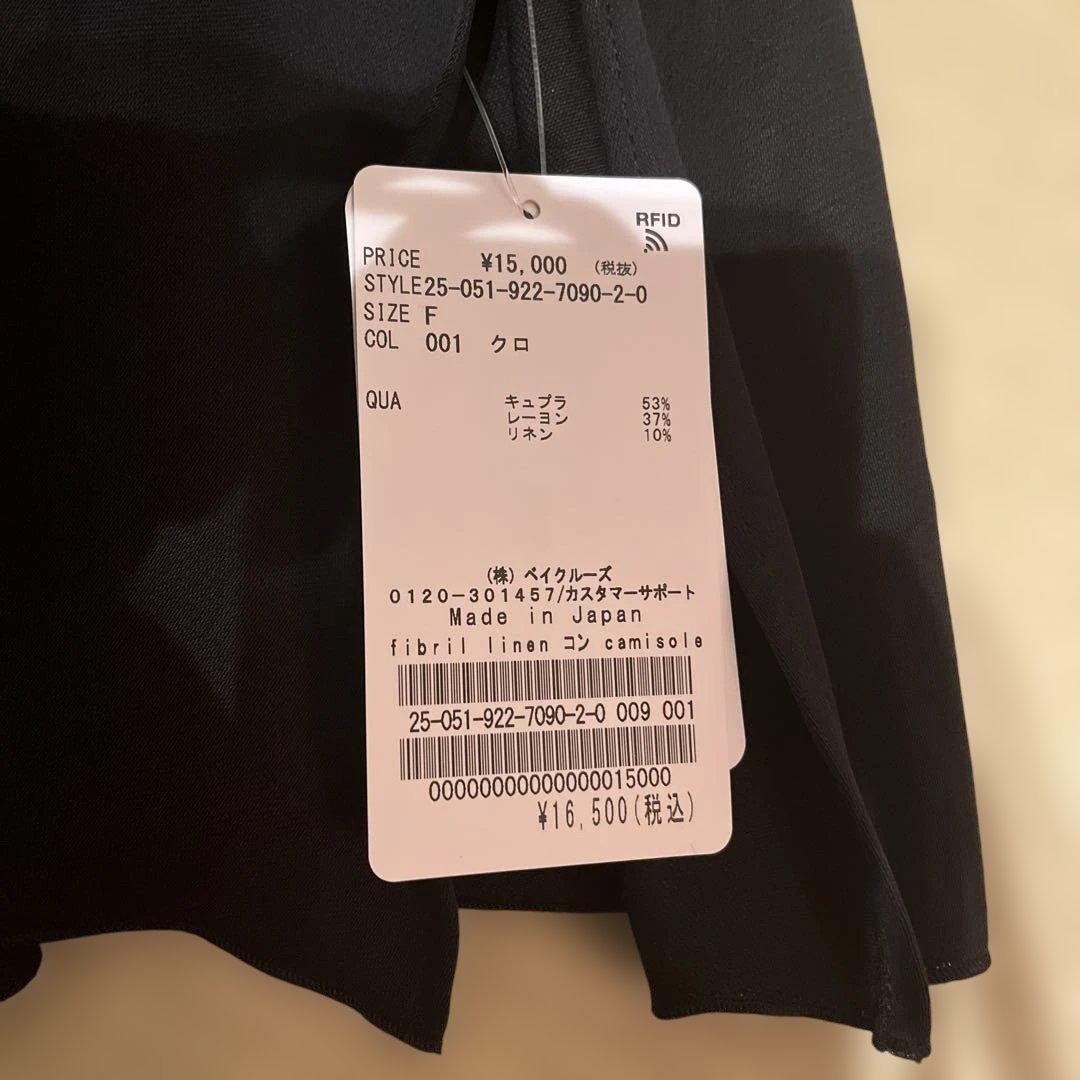 RFID
PRICE ¥15,000 (税抜)
STYLE25-051-922-7090-2-0
SIZE F
COL 001 クロ
QUA キュプラ 53%
レーヨン 37%
リネン 10%
(株)ベイクルーズ
0120-301457/カスタマーサポート
Made in Japan
fibril linen コン camisole
25-051-922-7090-2-0 009 001
00000000000000015000
¥16,500(税込)